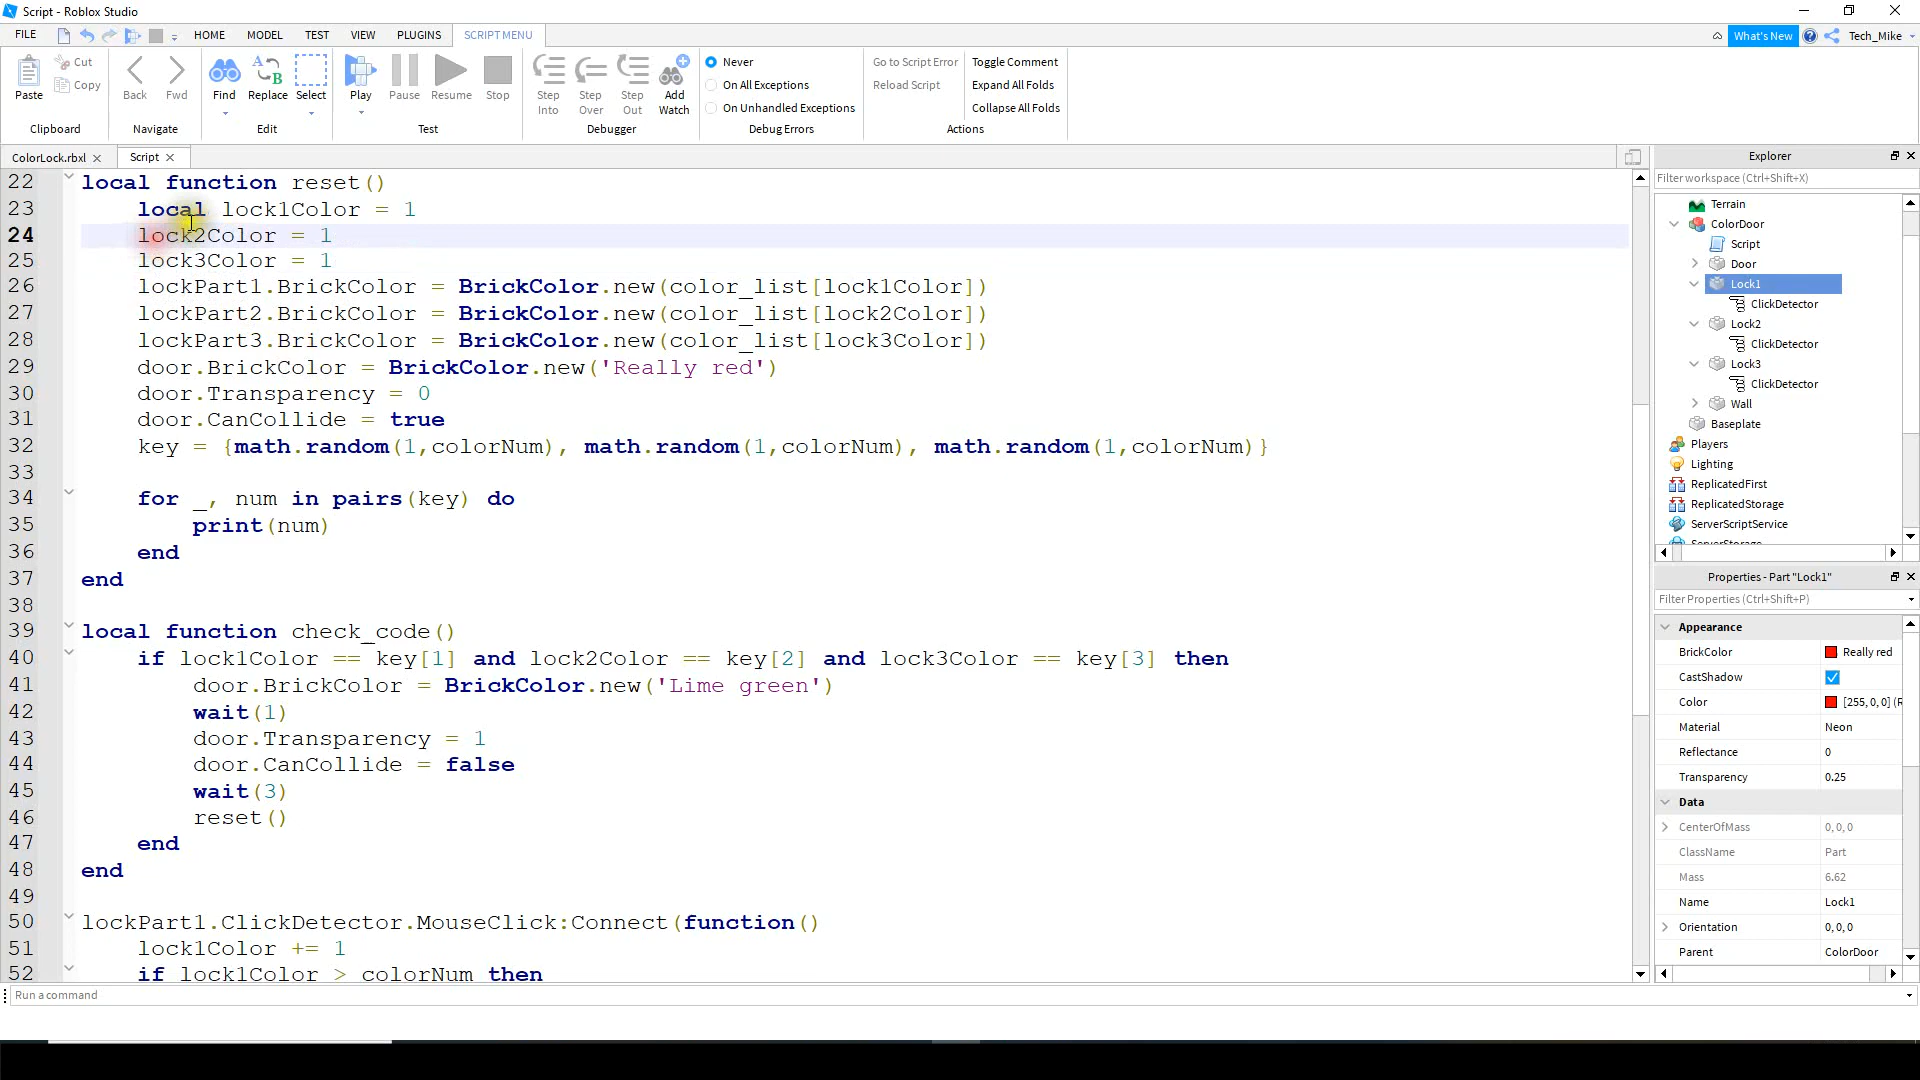 Script - Roblox Studio
FILE HOME MODEL TEST VIEW PLUGINS SCRIPT MENU What's New Tech_Mike
Paste Cut Copy Back Fwd Find Replace Select Play Pause Resume Stop Step Into Step Over Step Out Add Watch
Never
On All Exceptions
On Unhandled Exceptions
Go to Script Error
Reload Script
Toggle Comment
Expand All Folds
Collapse All Folds
Clipboard Navigate Edit Test Debugger Debug Errors Actions
ColorLock.rbxl Script
22 local function reset()
23 local lock1Color = 1
24 lock2Color = 1
25 lock3Color = 1
26 lockPart1.BrickColor = BrickColor.new(color_list[lock1Color])
27 lockPart2.BrickColor = BrickColor.new(color_list[lock2Color])
28 lockPart3.BrickColor = BrickColor.new(color_list[lock3Color])
29 door.BrickColor = BrickColor.new('Really red')
30 door.Transparency = 0
31 door.CanCollide = true
32 key = {math.random(1,colorNum), math.random(1,colorNum), math.random(1,colorNum)}
33
34 for _, num in pairs(key) do
35 print(num)
36 end
37 end
38
39 local function check_code()
40 if lock1Color == key[1] and lock2Color == key[2] and lock3Color == key[3] then
41 door.BrickColor = BrickColor.new('Lime green')
42 wait(1)
43 door.Transparency = 1
44 door.CanCollide = false
45 wait(3)
46 reset()
47 end
48 end
49
50 lockPart1.ClickDetector.MouseClick:Connect(function()
51 lock1Color += 1
52 if lock1Color > colorNum then
Run a command
Explorer
Filter workspace (Ctrl+Shift+X)
Terrain
ColorDoor
Script
Door
Lock1
ClickDetector
Lock2
ClickDetector
Lock3
ClickDetector
Wall
Baseplate
Players
Lighting
ReplicatedFirst
ReplicatedStorage
ServerScriptService
ServerStorage
Properties - Part "Lock1"
Filter Properties (Ctrl+Shift+P)
Appearance
BrickColor Really red
CastShadow
Color [255, 0, 0] (R
Material Neon
Reflectance 0
Transparency 0.25
Data
CenterOfMass 0, 0, 0
ClassName Part
Mass 6.62
Name Lock1
Orientation 0, 0, 0
Parent ColorDoor